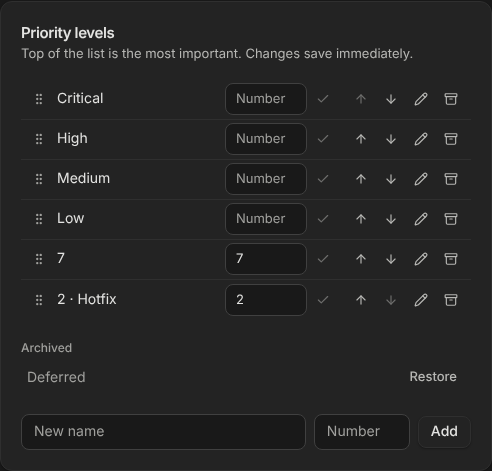 Priority levels
Top of the list is the most important. Changes save immediately.
Critical Number
High Number
Medium Number
Low Number
7 7
2 · Hotfix 2
Archived
Deferred Restore
New name Number Add